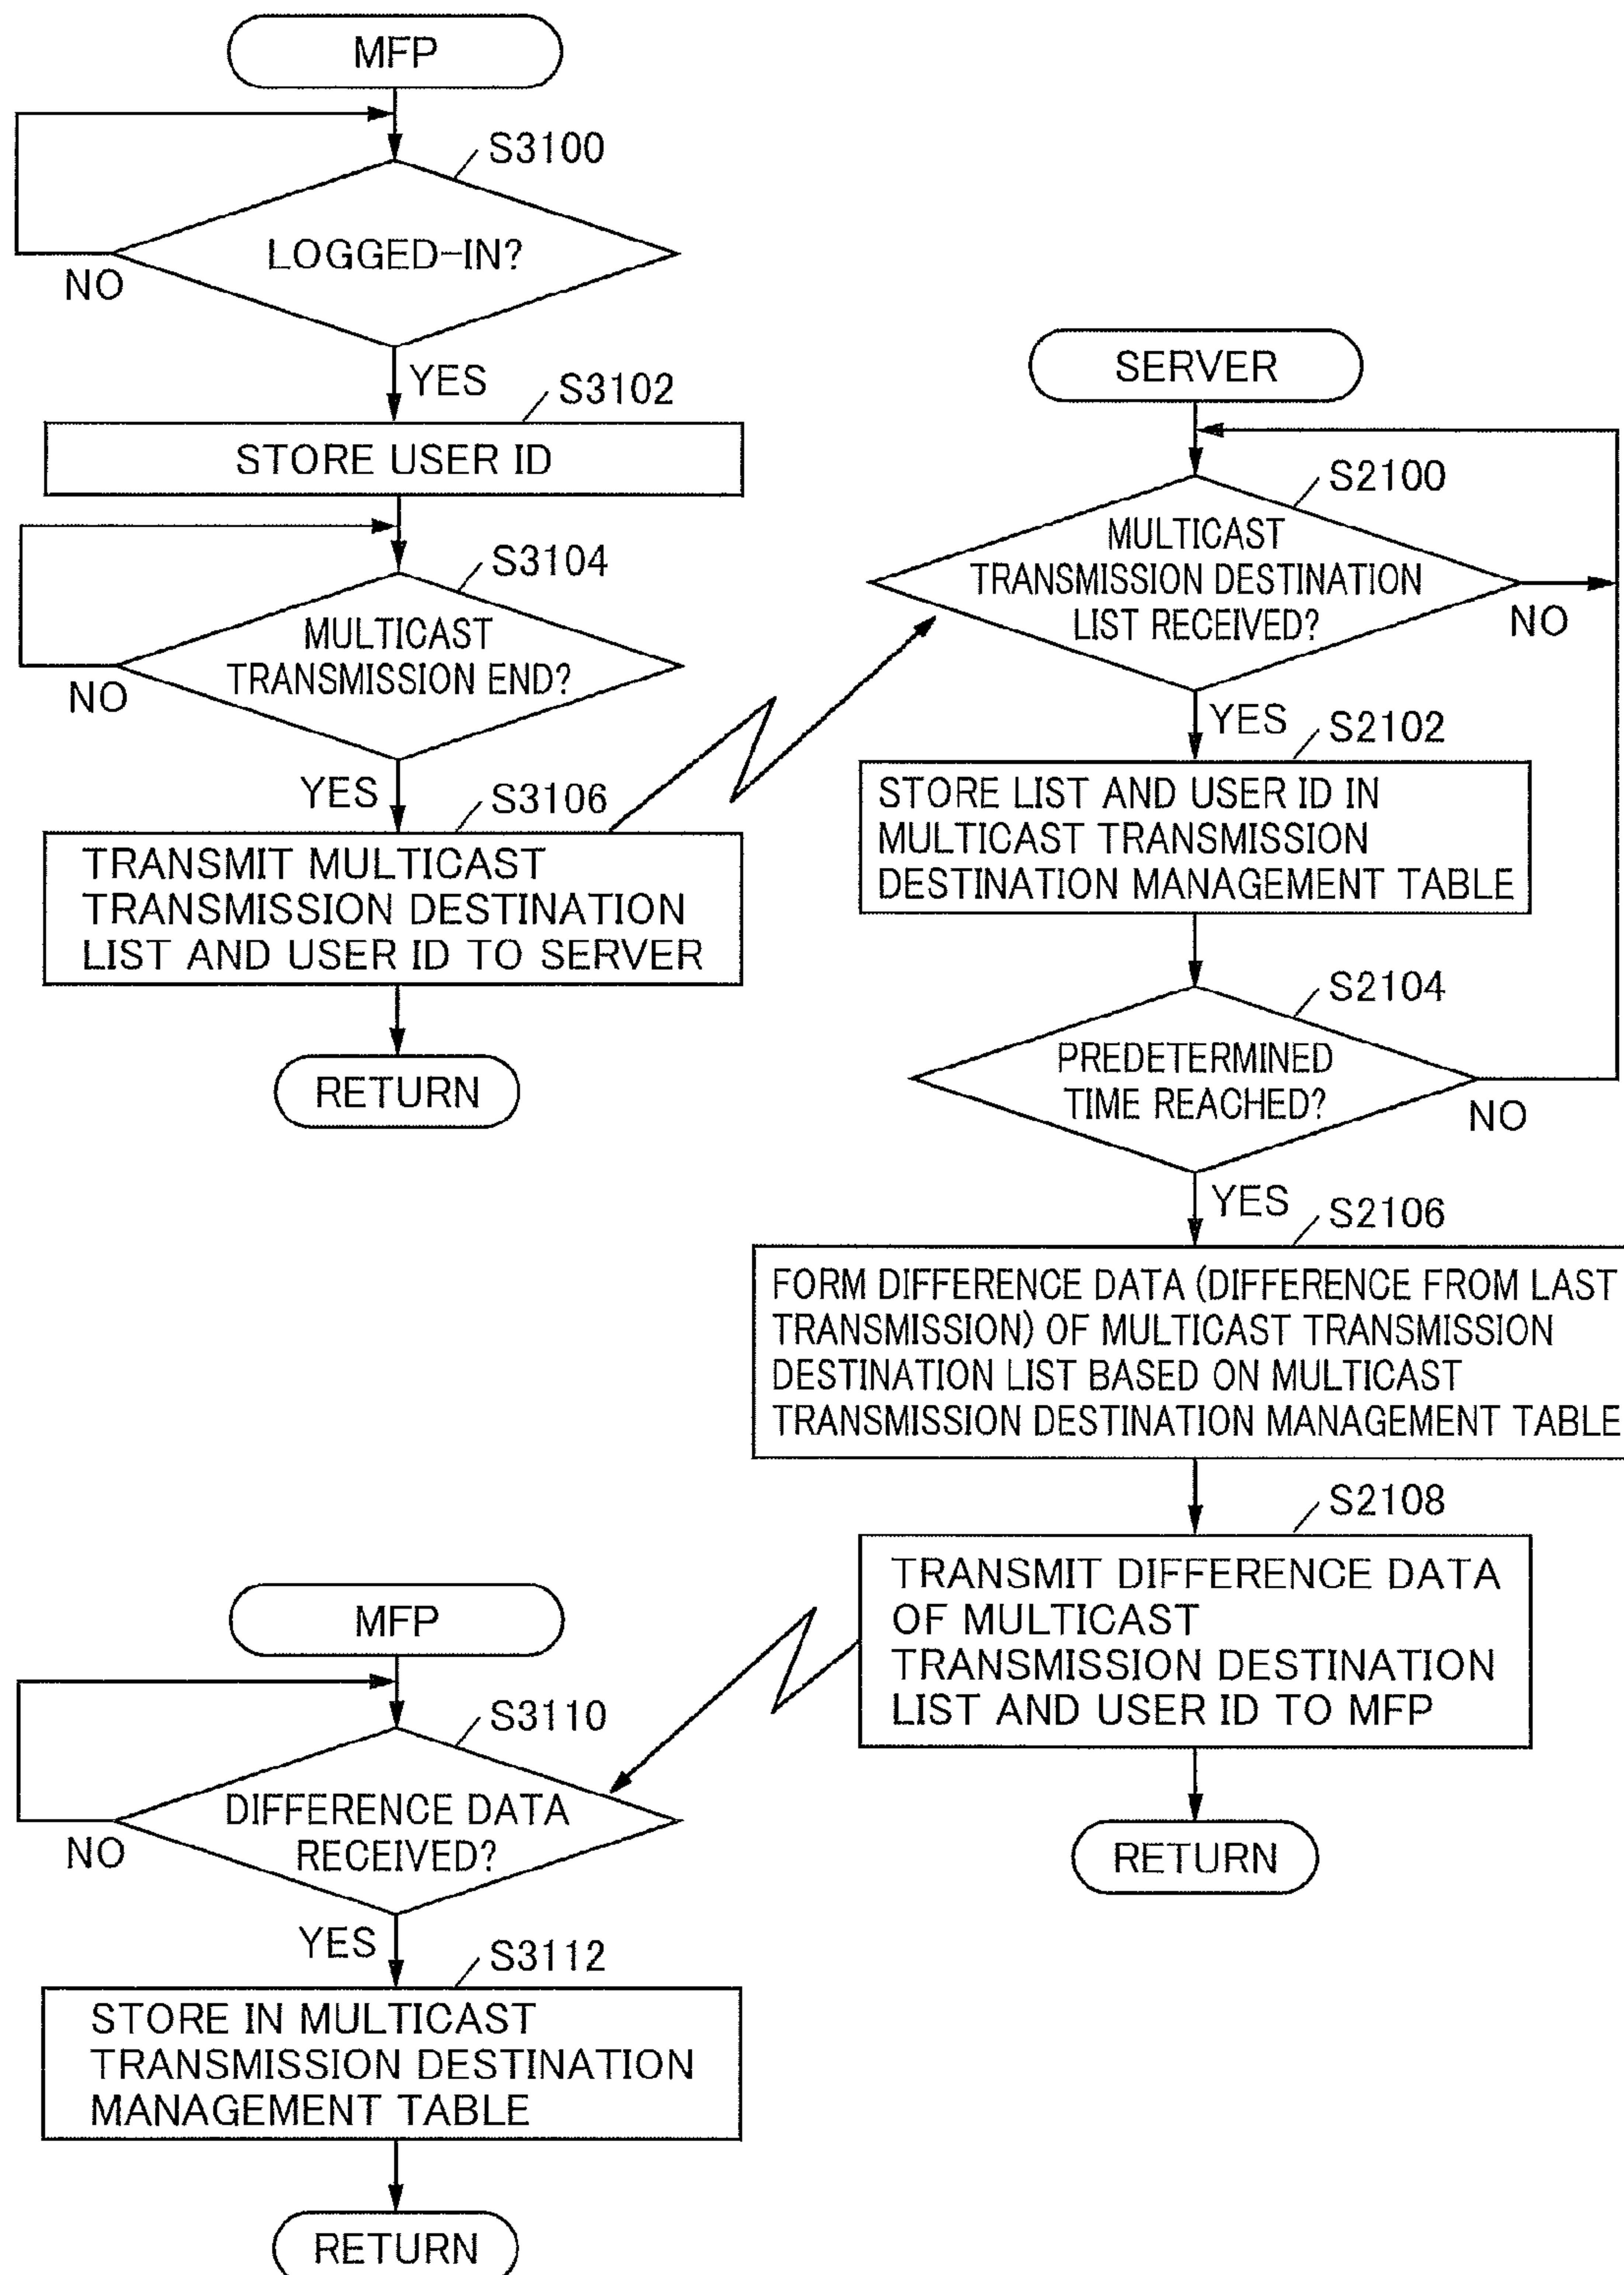 MFP
S3100
LOGGED-IN?
NO
YES
S3102
STORE USER ID
S3104
MULTICAST
TRANSMISSION END?
NO
YES
S3106
TRANSMIT MULTICAST
TRANSMISSION DESTINATION
LIST AND USER ID TO SERVER
RETURN
SERVER
S2100
MULTICAST
TRANSMISSION DESTINATION
LIST RECEIVED?
NO
YES
S2102
STORE LIST AND USER ID IN
MULTICAST TRANSMISSION
DESTINATION MANAGEMENT TABLE
S2104
PREDETERMINED
TIME REACHED?
NO
YES
S2106
FORM DIFFERENCE DATA (DIFFERENCE FROM LAST
TRANSMISSION) OF MULTICAST TRANSMISSION
DESTINATION LIST BASED ON MULTICAST
TRANSMISSION DESTINATION MANAGEMENT TABLE
S2108
TRANSMIT DIFFERENCE DATA
OF MULTICAST
TRANSMISSION DESTINATION
LIST AND USER ID TO MFP
RETURN
MFP
S3110
DIFFERENCE DATA
RECEIVED?
NO
YES
S3112
STORE IN MULTICAST
TRANSMISSION DESTINATION
MANAGEMENT TABLE
RETURN